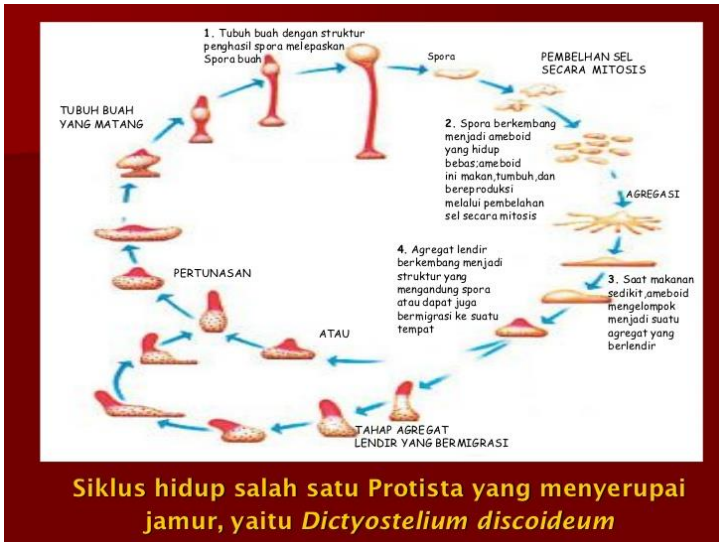 1. Tubuh buah dengan struktur
penghasil spora melepaskan
Spora buah
Spora
PEMBELHAN SEL
SECARA MITOSIS
TUBUH BUAH
YANG MATANG
2. Spora berkembang
menjadi ameboid
yang hidup
bebas;ameboid
ini makan,tumbuh,dan
bereproduksi
melalui pembelahan
sel secara mitosis
AGREGASI
4. Agregat lendir
berkembang menjadi
struktur yang
mengandung spora
atau dapat juga
bermigrasi ke suatu
tempat
3. Saat makanan
sedikit,ameboid
mengelompok
menjadi suatu
agregat yang
berlendir
PERTUNASAN
ATAU
TAHAP AGREGAT
LENDIR YANG BERMIGRASI
Siklus hidup salah satu Protista yang menyerupai
jamur, yaitu Dictyostelium discoideum